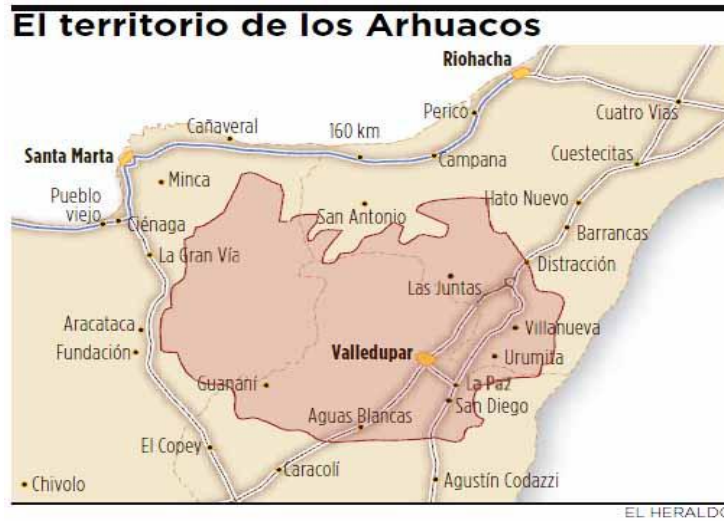 El territorio de los Arhuacos
Riohacha
Cuatro Vías
Perico
Cañaveral
160 km
Santa Marta
Campana
Cuestecitas
Minca
Pueblo
viejo
Ciénaga
San Antonio
Hato Nuevo
Barrancas
La Gran Vía
Distracción
Las Juntas
Aracataca
Villanueva
Fundación
Valledupar
Urumita
Guananí
La Paz
San Diego
Aguas Blancas
El Copey
Caracolí
Chivolo
Agustín Codazzi
EL HERALDO